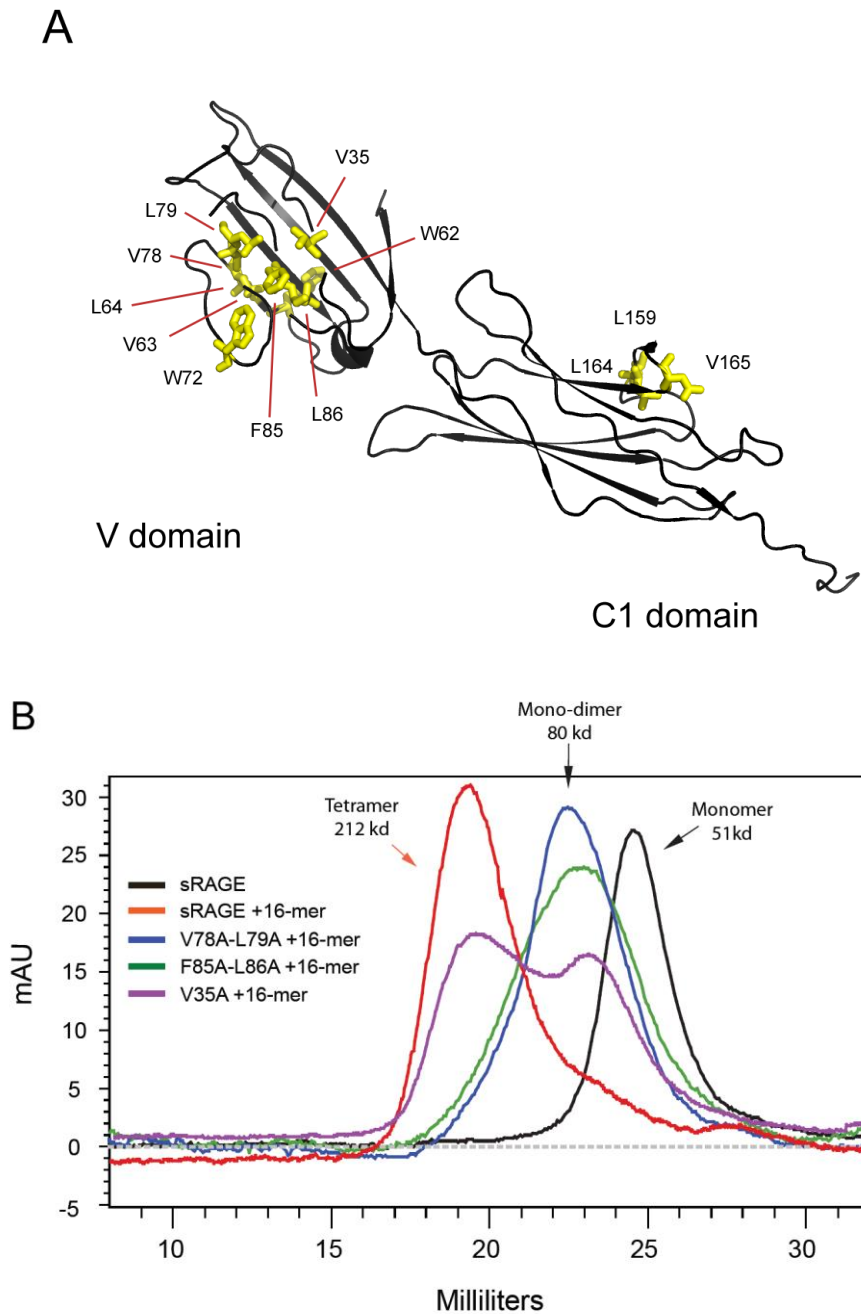 A
V35
L79
W62
V78
L64
L159
V63
L164
V165
W72
F85
L86
V domain
C1 domain
B
Mono-dimer
80 kd
Tetramer
212 kd
Monomer
51kd
sRAGE
sRAGE +16-mer
V78A-L79A +16-mer
F85A-L86A +16-mer
V35A +16-mer
mAU
30
25
20
15
10
5
0
-5
10
15
20
25
30
Milliliters